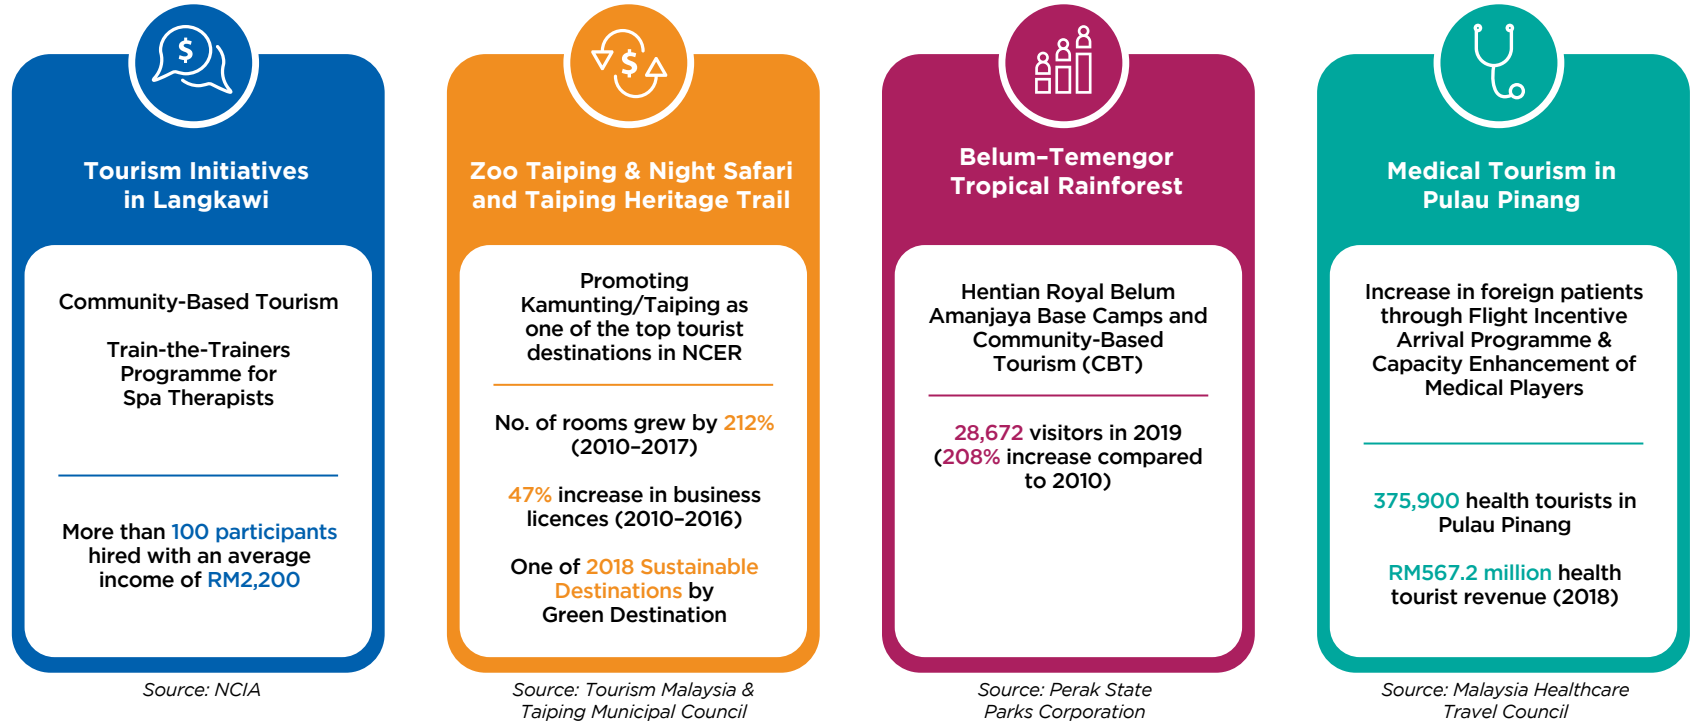 $
Tourism Initiatives
in Langkawi
Community-Based Tourism
Train-the-Trainers
Programme for
Spa Therapists
More than 100 participants
hired with an average
income of RM2,200
Source: NCIA
$
Zoo Taiping & Night Safari
and Taiping Heritage Trail
Promoting
Kamunting/Taiping as
one of the top tourist
destinations in NCER
No. of rooms grew by 212%
(2010–2017)
47% increase in business
licences (2010–2016)
One of 2018 Sustainable
Destinations by
Green Destination
Source: Tourism Malaysia &
Taiping Municipal Council
Belum–Temengor
Tropical Rainforest
Hentian Royal Belum
Amanjaya Base Camps and
Community-Based
Tourism (CBT)
28,672 visitors in 2019
(208% increase compared
to 2010)
Source: Perak State
Parks Corporation
Medical Tourism in
Pulau Pinang
Increase in foreign patients
through Flight Incentive
Arrival Programme &
Capacity Enhancement of
Medical Players
375,900 health tourists in
Pulau Pinang
RM567.2 million health
tourist revenue (2018)
Source: Malaysia Healthcare
Travel Council